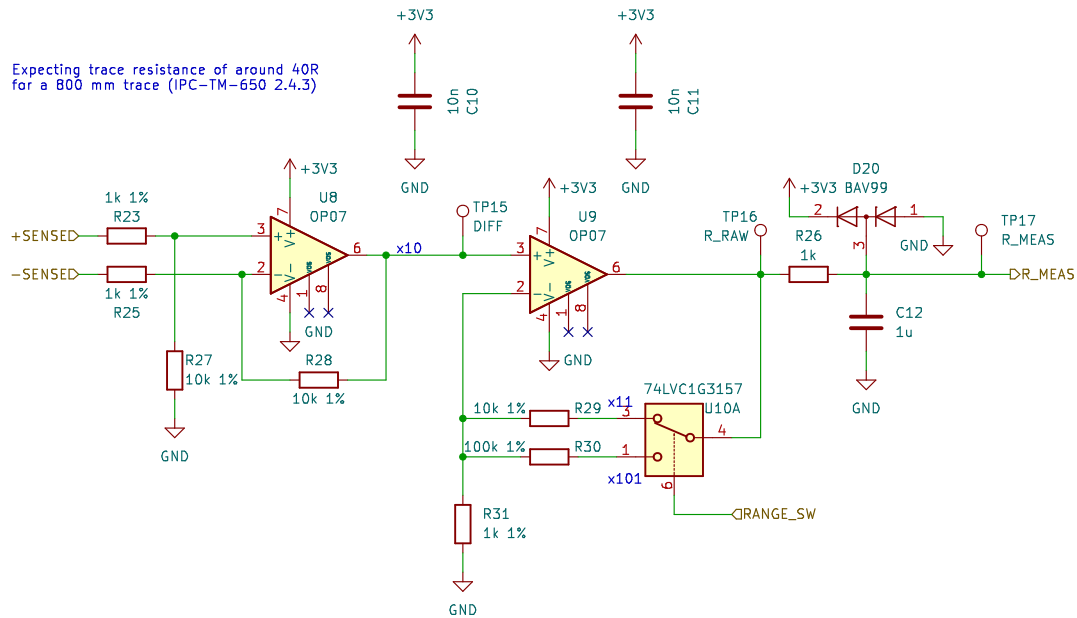 +3V3
+3V3
Expecting trace resistance of around 40R
for a 800 mm trace (IPC-TM-650 2.4.3)
10n
C10
10n
C11
GND
GND
+3V3
U8
OP07
1k 1%
R23
+SENSE
-SENSE
1k 1%
R25
3
2
7
6
4
1
8
+
-
V+
V-
GND
x10
TP15
DIFF
R27
10k 1%
GND
R28
10k 1%
+3V3
U9
OP07
3
2
7
6
4
1
8
+
-
V+
V-
GND
TP16
R_RAW
D20
BAV99
+3V3
2
1
3
GND
R26
1k
TP17
R_MEAS
R_MEAS
C12
1u
GND
74LVC1G3157
U10A
x11
10k 1%
R29
3
4
100k 1%
R30
1
x101
6
RANGE_SW
R31
1k 1%
GND